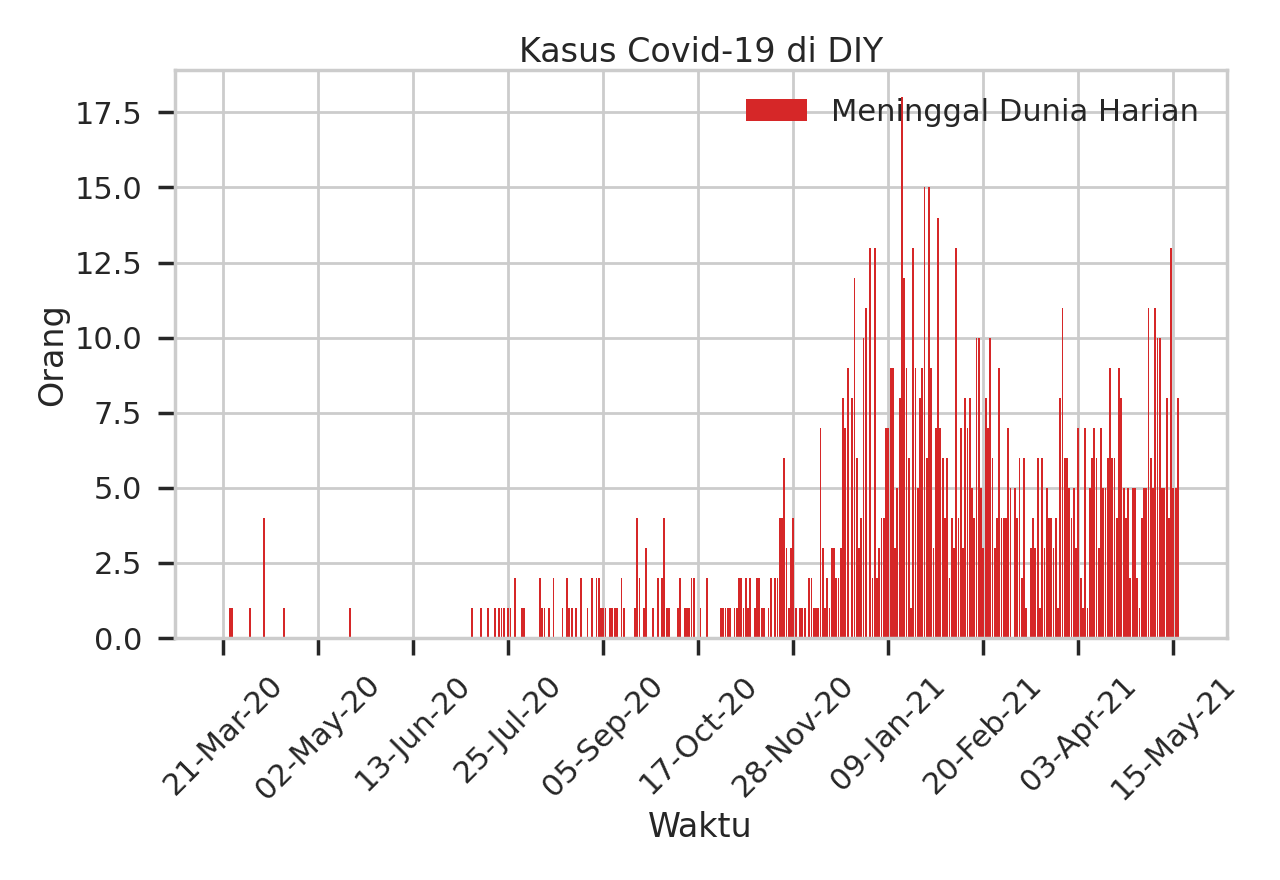 Kasus Covid-19 di DIY
Meninggal Dunia Harian
Orang
17.5
15.0
12.5
10.0
7.5
5.0
2.5
0.0
21-Mar-20
02-May-20
13-Jun-20
25-Jul-20
05-Sep-20
17-Oct-20
28-Nov-20
09-Jan-21
20-Feb-21
03-Apr-21
15-May-21
Waktu